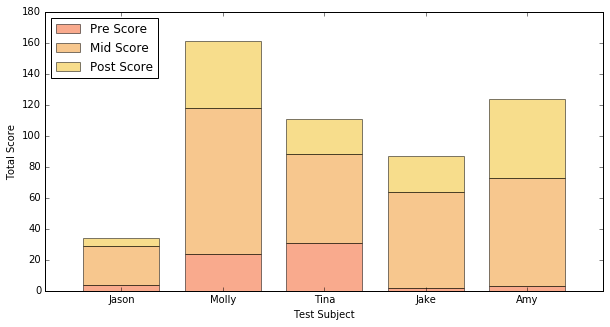 180
160
140
120
100
80
60
40
20
0
Total Score
Pre Score
Mid Score
Post Score
Jason Molly Tina Jake Amy
Test Subject